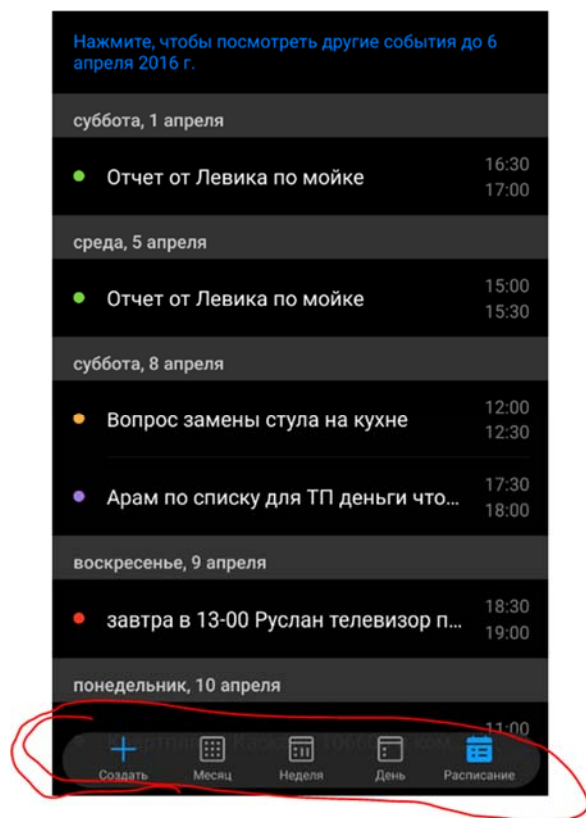 Нажмите, чтобы посмотреть другие события до 6
апреля 2016 г.
суббота, 1 апреля
Отчет от Левика по мойке
16:30
17:00
среда, 5 апреля
Отчет от Левика по мойке
15:00
15:30
суббота, 8 апреля
Вопрос замены стула на кухне
12:00
12:30
Арам по списку для ТП деньги что...
17:30
18:00
воскресенье, 9 апреля
завтра в 13-00 Руслан телевизор п...
18:30
19:00
понедельник, 10 апреля
11:00
Создать Месяц Неделя День Расписание